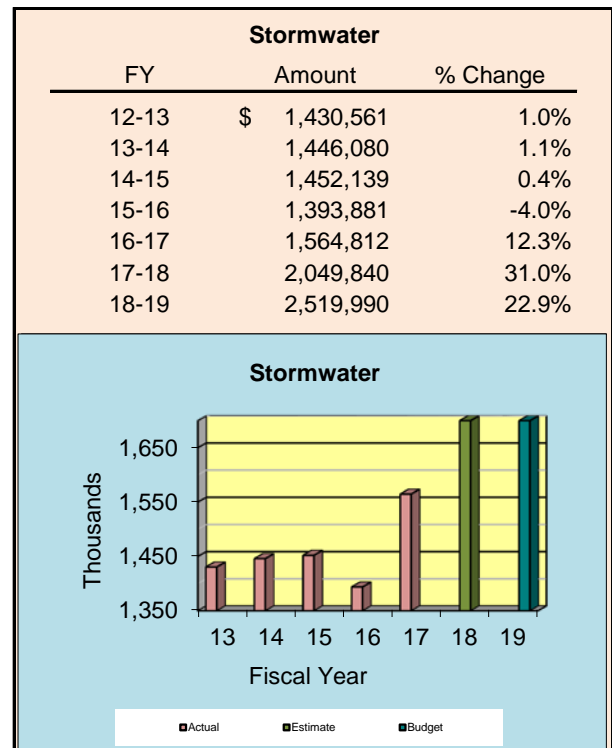 Stormwater
FY Amount % Change
12-13 $ 1,430,561 1.0%
13-14 1,446,080 1.1%
14-15 1,452,139 0.4%
15-16 1,393,881 -4.0%
16-17 1,564,812 12.3%
17-18 2,049,840 31.0%
18-19 2,519,990 22.9%
Stormwater
1,650
1,550
1,450
1,350
Thousands
13 14 15 16 17 18 19
Fiscal Year
Actual Estimate Budget